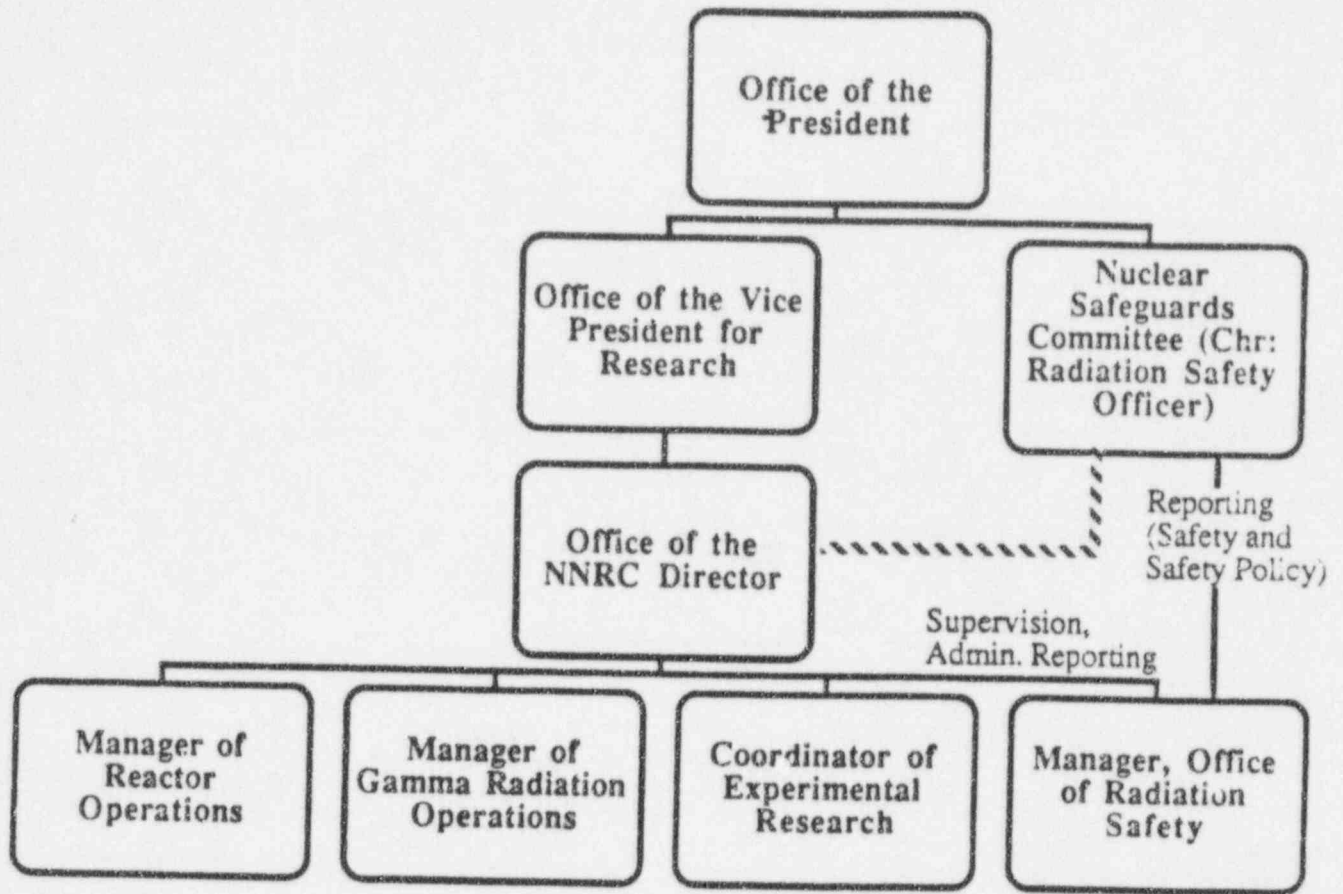 Office of the
President
Office of the Vice
President for
Research
Nuclear
Safeguards
Committee (Chr:
Radiation Safety
Officer)
Office of the
NNRC Director
Reporting
(Safety and
Safety Policy)
Supervision,
Admin. Reporting
Manager of
Reactor
Operations
Manager of
Gamma Radiation
Operations
Coordinator of
Experimental
Research
Manager, Office
of Radiation
Safety